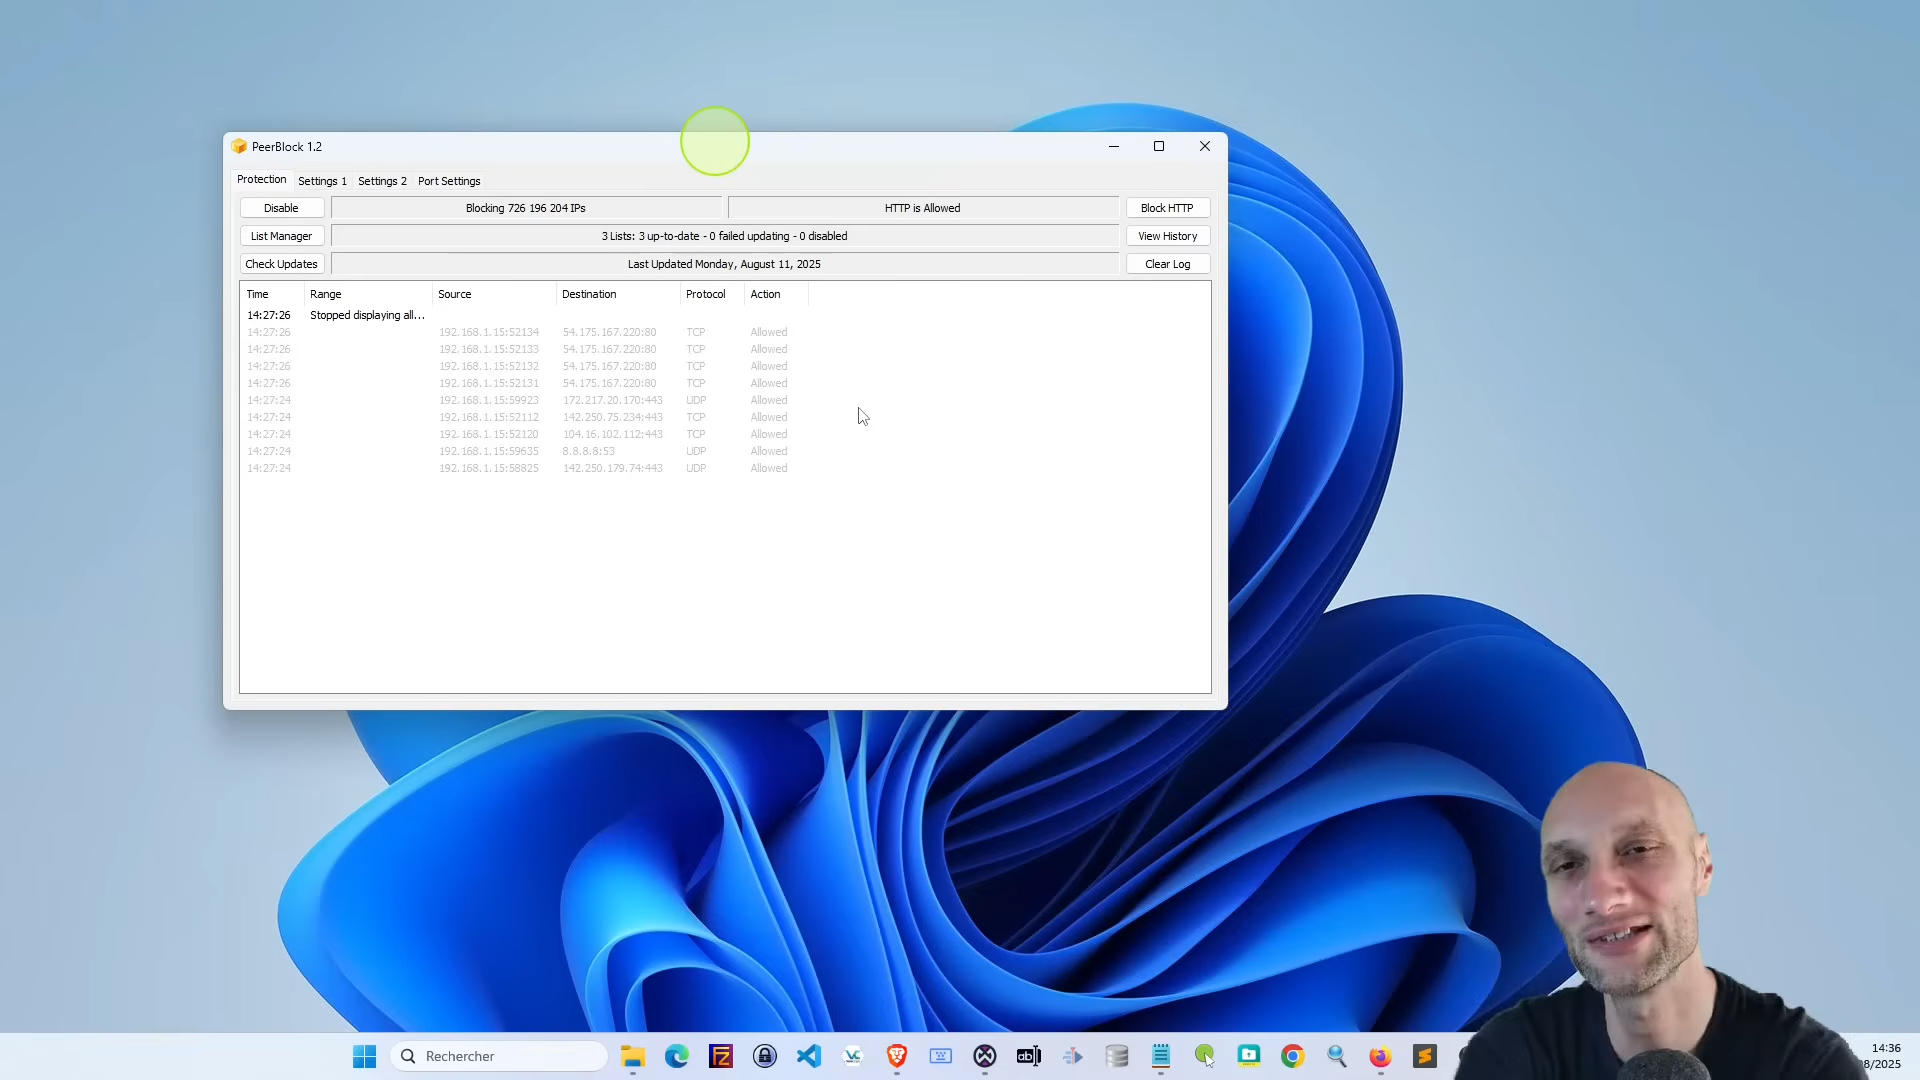 PeerBlock 1.2
Protection Settings 1 Settings 2 Port Settings
Disable Blocking 726 196 204 IPs HTTP is Allowed Block HTTP
List Manager 3 Lists: 3 up-to-date - 0 failed updating - 0 disabled View History
Check Updates Last Updated Monday, August 11, 2025 Clear Log
Time Range Source Destination Protocol Action
14:27:26 Stopped displaying all...
14:27:26 192.168.1.15:52134 54.175.167.220:80 TCP Allowed
14:27:26 192.168.1.15:52133 54.175.167.220:80 TCP Allowed
14:27:26 192.168.1.15:52132 54.175.167.220:80 TCP Allowed
14:27:26 192.168.1.15:52131 54.175.167.220:80 TCP Allowed
14:27:24 192.168.1.15:59923 172.217.20.170:443 UDP Allowed
14:27:24 192.168.1.15:52112 142.250.75.234:443 TCP Allowed
14:27:24 192.168.1.15:52120 104.16.102.112:443 TCP Allowed
14:27:24 192.168.1.15:59635 8.8.8.8:53 UDP Allowed
14:27:24 192.168.1.15:58825 142.250.179.74:443 UDP Allowed
Rechercher
14:36
8/2025